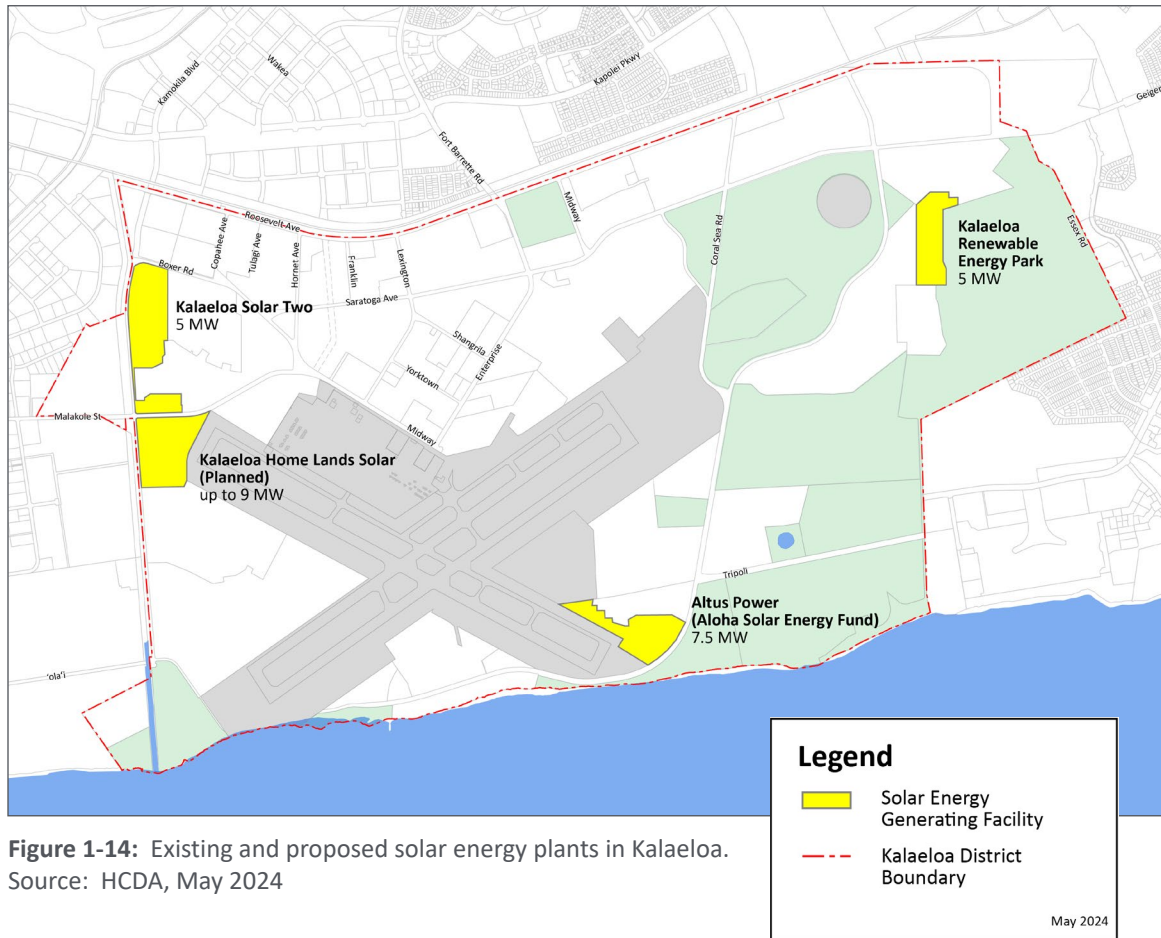 Kamokila Blvd
Wakea
Kapolei Pkwy
Fort Barrette Rd
Geiger
Midway
Roosevelt Ave
Coral Sea Rd
Essex Rd
Copahee Ave
Tulagi Ave
Hornet Ave
Franklin
Lexington
Boxer Rd
Kalaeloa
Renewable
Energy Park
5 MW
Saratoga Ave
Kalaeloa Solar Two
5 MW
Shangrila
Enterprise
Yorktown
Malakole St
Midway
Kalaeloa Home Lands Solar
(Planned)
up to 9 MW
Tripoli
Altus Power
(Aloha Solar Energy Fund)
7.5 MW
'ola'i
Legend
Solar Energy
Generating Facility
Kalaeloa District
Boundary
May 2024
Figure 1-14: Existing and proposed solar energy plants in Kalaeloa.
Source: HCDA, May 2024